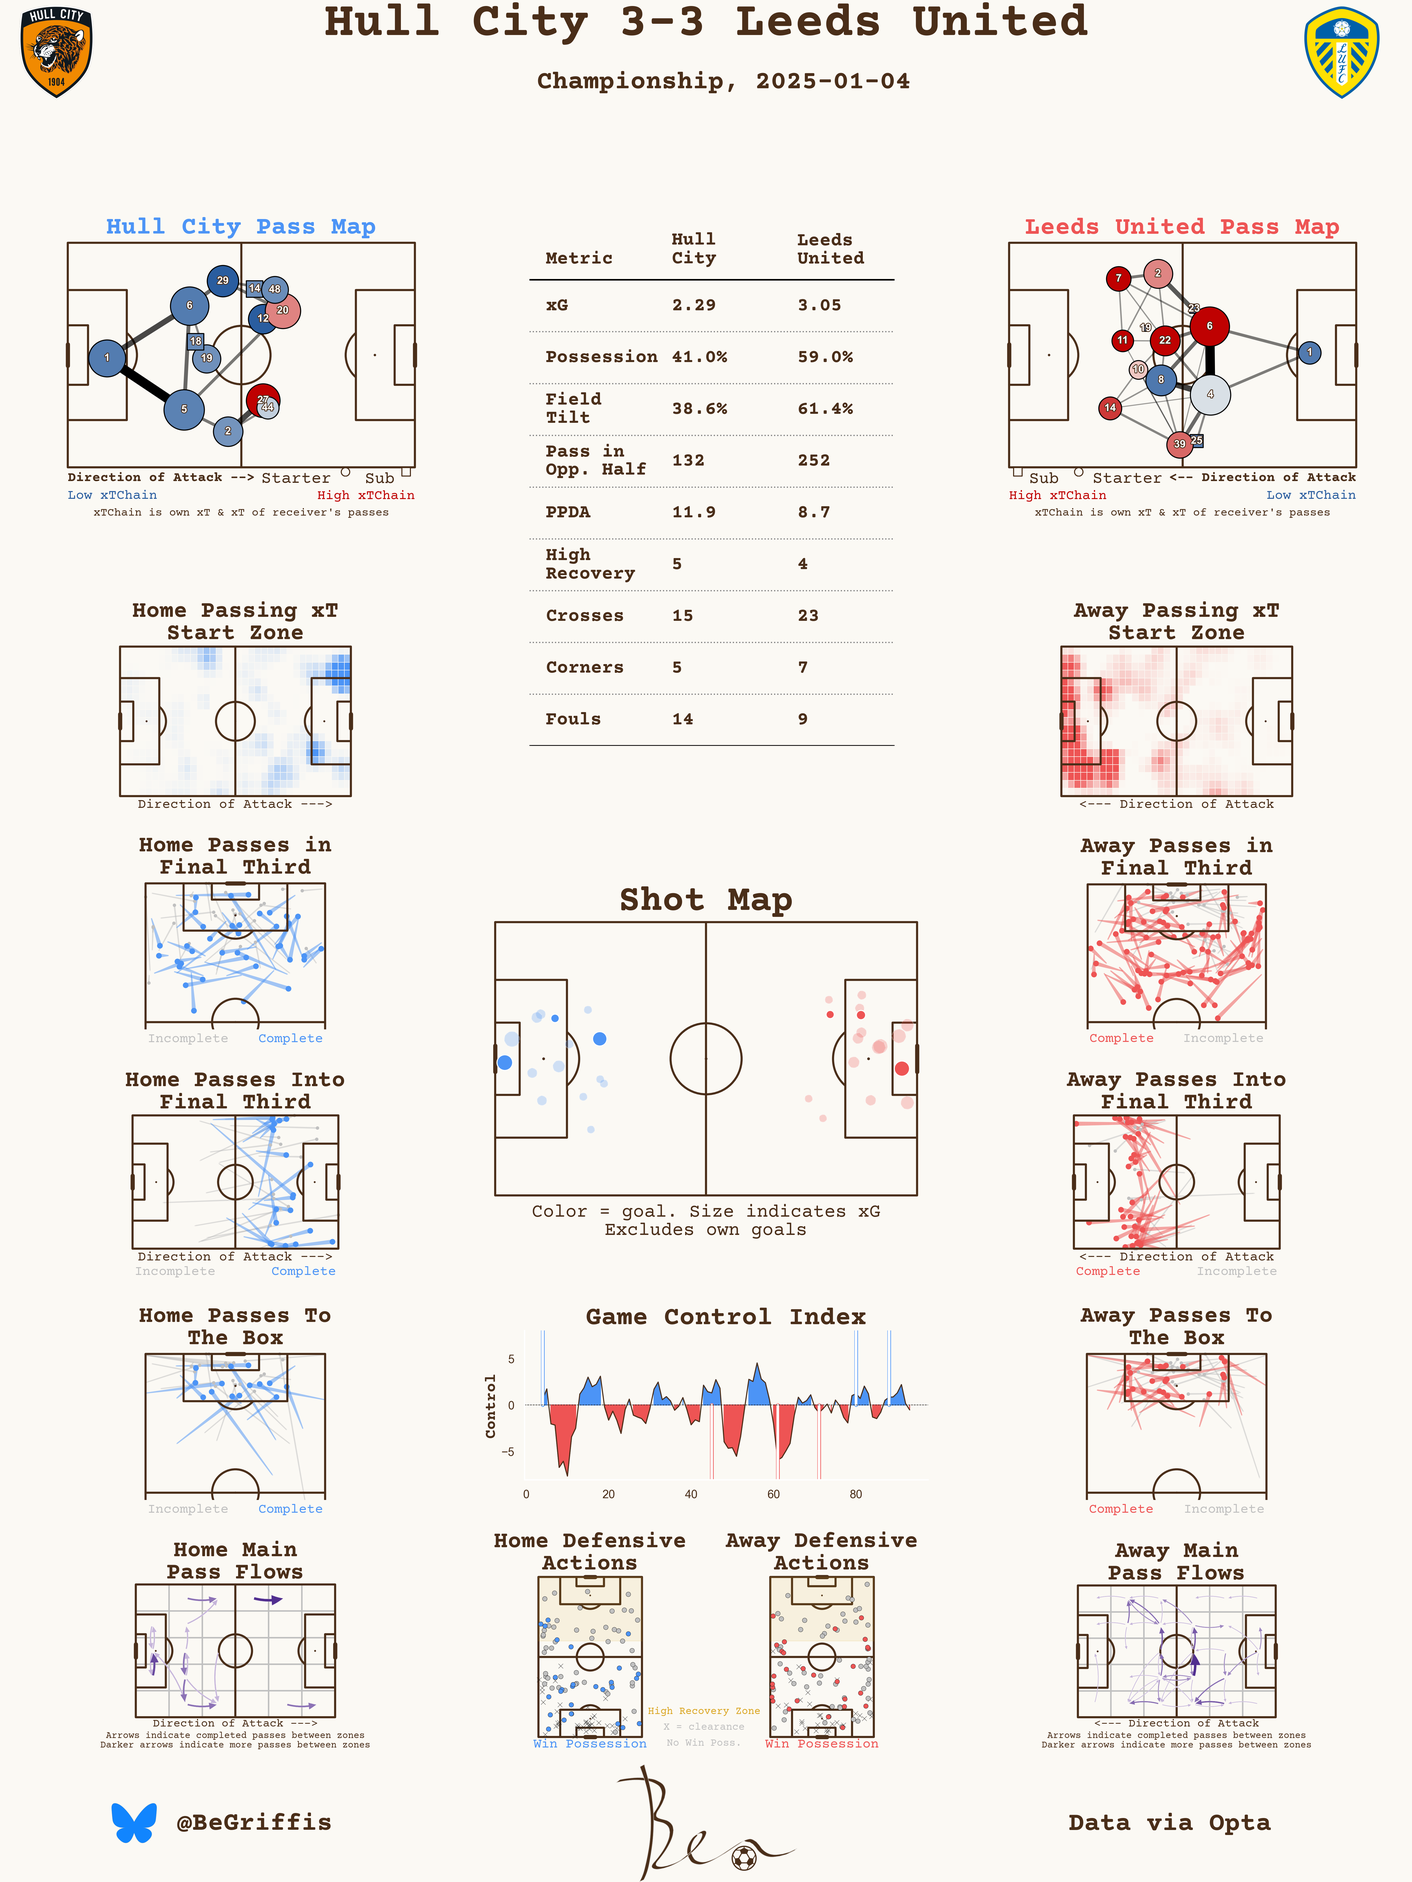 Hull City 3-3 Leeds United
Championship, 2025-01-04
HULL CITY
1904
LUFC
Hull City Pass Map
1
6
5
29
18
19
2
14
48
12
20
27
44
Direction of Attack --> Starter Sub
Low xTChain High xTChain
xTChain is own xT & xT of receiver's passes
Metric Hull City Leeds United
xG 2.29 3.05
Possession 41.0% 59.0%
Field Tilt 38.6% 61.4%
Pass in Opp. Half 132 252
PPDA 11.9 8.7
High Recovery 5 4
Crosses 15 23
Corners 5 7
Fouls 14 9
Leeds United Pass Map
7
2
23
19
6
11
22
1
10
8
4
14
39
25
Sub Starter <-- Direction of Attack
High xTChain Low xTChain
xTChain is own xT & xT of receiver's passes
Home Passing xT
Start Zone
Direction of Attack --->
Away Passing xT
Start Zone
<--- Direction of Attack
Home Passes in
Final Third
Incomplete Complete
Away Passes in
Final Third
Complete Incomplete
Shot Map
Color = goal. Size indicates xG
Excludes own goals
Home Passes Into
Final Third
Direction of Attack --->
Incomplete Complete
Away Passes Into
Final Third
<--- Direction of Attack
Complete Incomplete
Home Passes To
The Box
Incomplete Complete
Game Control Index
Control
5
0
−5
0 20 40 60 80
Away Passes To
The Box
Complete Incomplete
Home Main
Pass Flows
Direction of Attack --->
Arrows indicate completed passes between zones
Darker arrows indicate more passes between zones
Home Defensive
Actions
Win Possession
Away Defensive
Actions
Win Possession
High Recovery Zone
X = clearance
No Win Poss.
Away Main
Pass Flows
<--- Direction of Attack
Arrows indicate completed passes between zones
Darker arrows indicate more passes between zones
@BeGriffis
Ben
Data via Opta